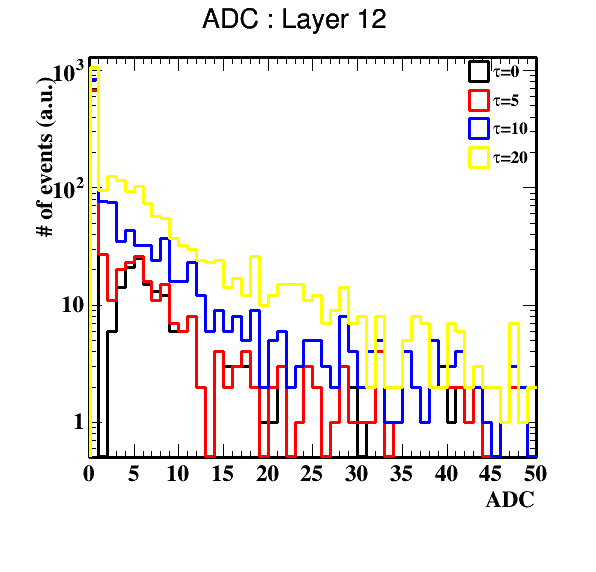 ADC : Layer 12
# of events (a.u.)
10³
10²
10
1
τ=0
τ=5
τ=10
τ=20
0 5 10 15 20 25 30 35 40 45 50
ADC